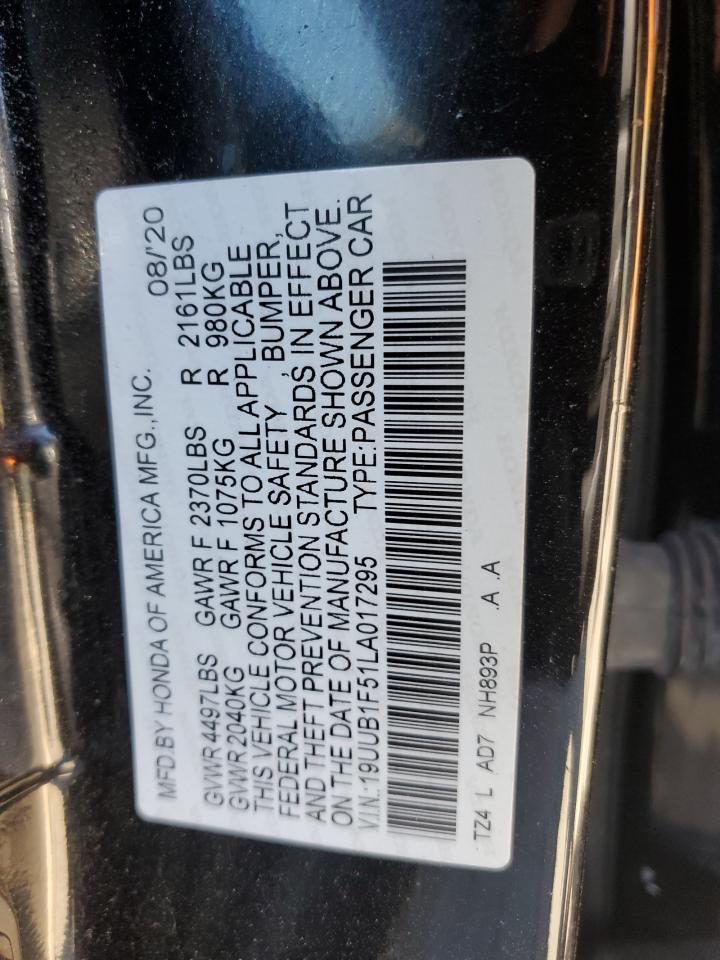 MFD.BY HONDA OF AMERICA MFG.,INC. 08/'20
GVWR 4497LBS GAWR F 2370LBS R 2161LBS
GVWR 2040KG GAWR F 1075KG R 980KG
THIS VEHICLE CONFORMS TO ALL APPLICABLE
FEDERAL MOTOR VEHICLE SAFETY , BUMPER,
AND THEFT PREVENTION STANDARDS IN EFFECT
ON THE DATE OF MANUFACTURE SHOWN ABOVE.
V.I.N.:19UUB1F51LA017295 TYPE:PASSENGER CAR
TZ4 L AD7 NH893P .A .A